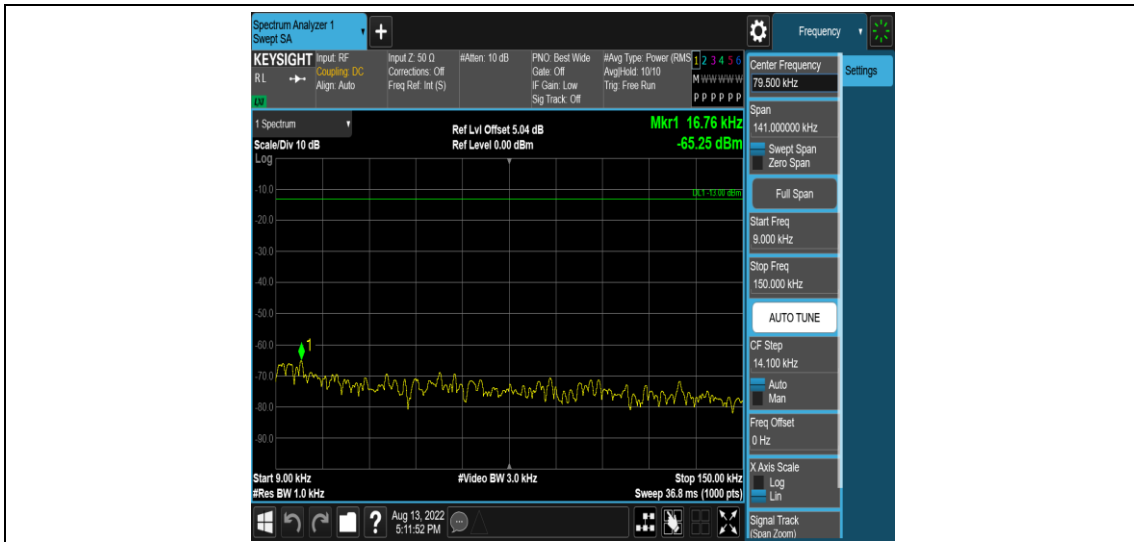 Spectrum Analyzer 1
Swept SA
+
Frequency
KEYSIGHT
RL
LXI
Input: RF
Coupling: DC
Align: Auto
Input Z: 50 Ω
Corrections: Off
Freq Ref: Int (S)
#Atten: 10 dB
PNO: Best Wide
Gate: Off
IF Gain: Low
Sig Track: Off
#Avg Type: Power (RMS
Avg|Hold: 10/10
Trig: Free Run
1 2 3 4 5 6
M W W W W W
P P P P P P
1 Spectrum
Scale/Div 10 dB
Log
Ref Lvl Offset 5.04 dB
Ref Level 0.00 dBm
Mkr1 16.76 kHz
-65.25 dBm
DL1 -13.00 dBm
-10.0
-20.0
-30.0
-40.0
-50.0
-60.0
-70.0
-80.0
-90.0
1
Start 9.00 kHz
#Res BW 1.0 kHz
#Video BW 3.0 kHz
Stop 150.00 kHz
Sweep 36.8 ms (1000 pts)
?
Aug 13, 2022
5:11:52 PM
Center Frequency
79.500 kHz
Settings
Span
141.000000 kHz
Swept Span
Zero Span
Full Span
Start Freq
9.000 kHz
Stop Freq
150.000 kHz
AUTO TUNE
CF Step
14.100 kHz
Auto
Man
Freq Offset
0 Hz
X Axis Scale
Log
Lin
Signal Track
(Span Zoom)